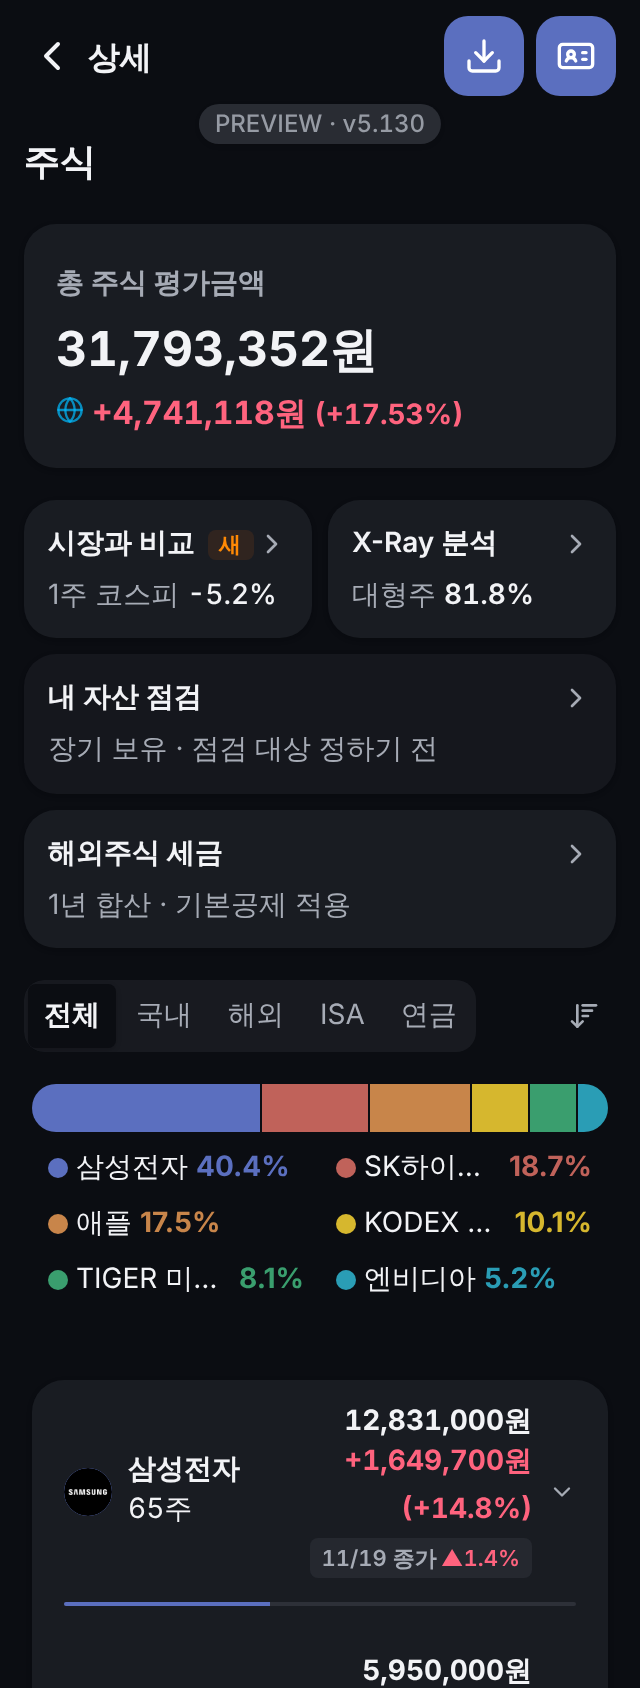 상세
PREVIEW · v5.130
주식
총 주식 평가금액
31,793,352원
+4,741,118원 (+17.53%)
시장과 비교 새
1주 코스피 -5.2%
X-Ray 분석
대형주 81.8%
내 자산 점검
장기 보유 · 점검 대상 정하기 전
해외주식 세금
1년 합산 · 기본공제 적용
전체 국내 해외 ISA 연금
삼성전자 40.4% SK하이... 18.7%
애플 17.5% KODEX ... 10.1%
TIGER 미... 8.1% 엔비디아 5.2%
SAMSUNG
삼성전자
65주
12,831,000원
+1,649,700원
(+14.8%)
11/19 종가 ▲1.4%
5,950,000원